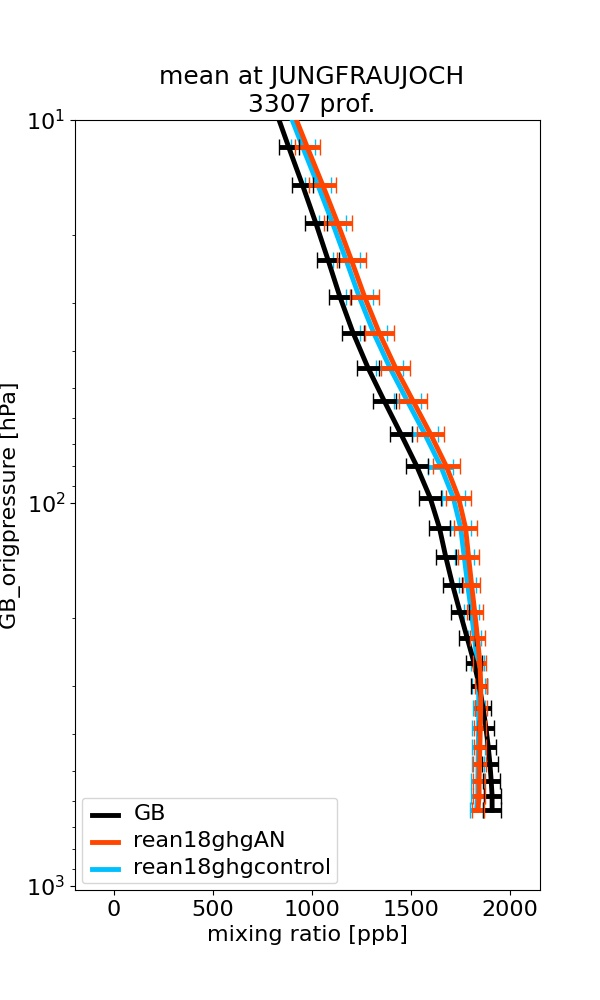 mean at JUNGFRAUJOCH
3307 prof.
10¹
10²
10³
GB_origpressure [hPa]
GB
rean18ghgAN
rean18ghgcontrol
0 500 1000 1500 2000
mixing ratio [ppb]